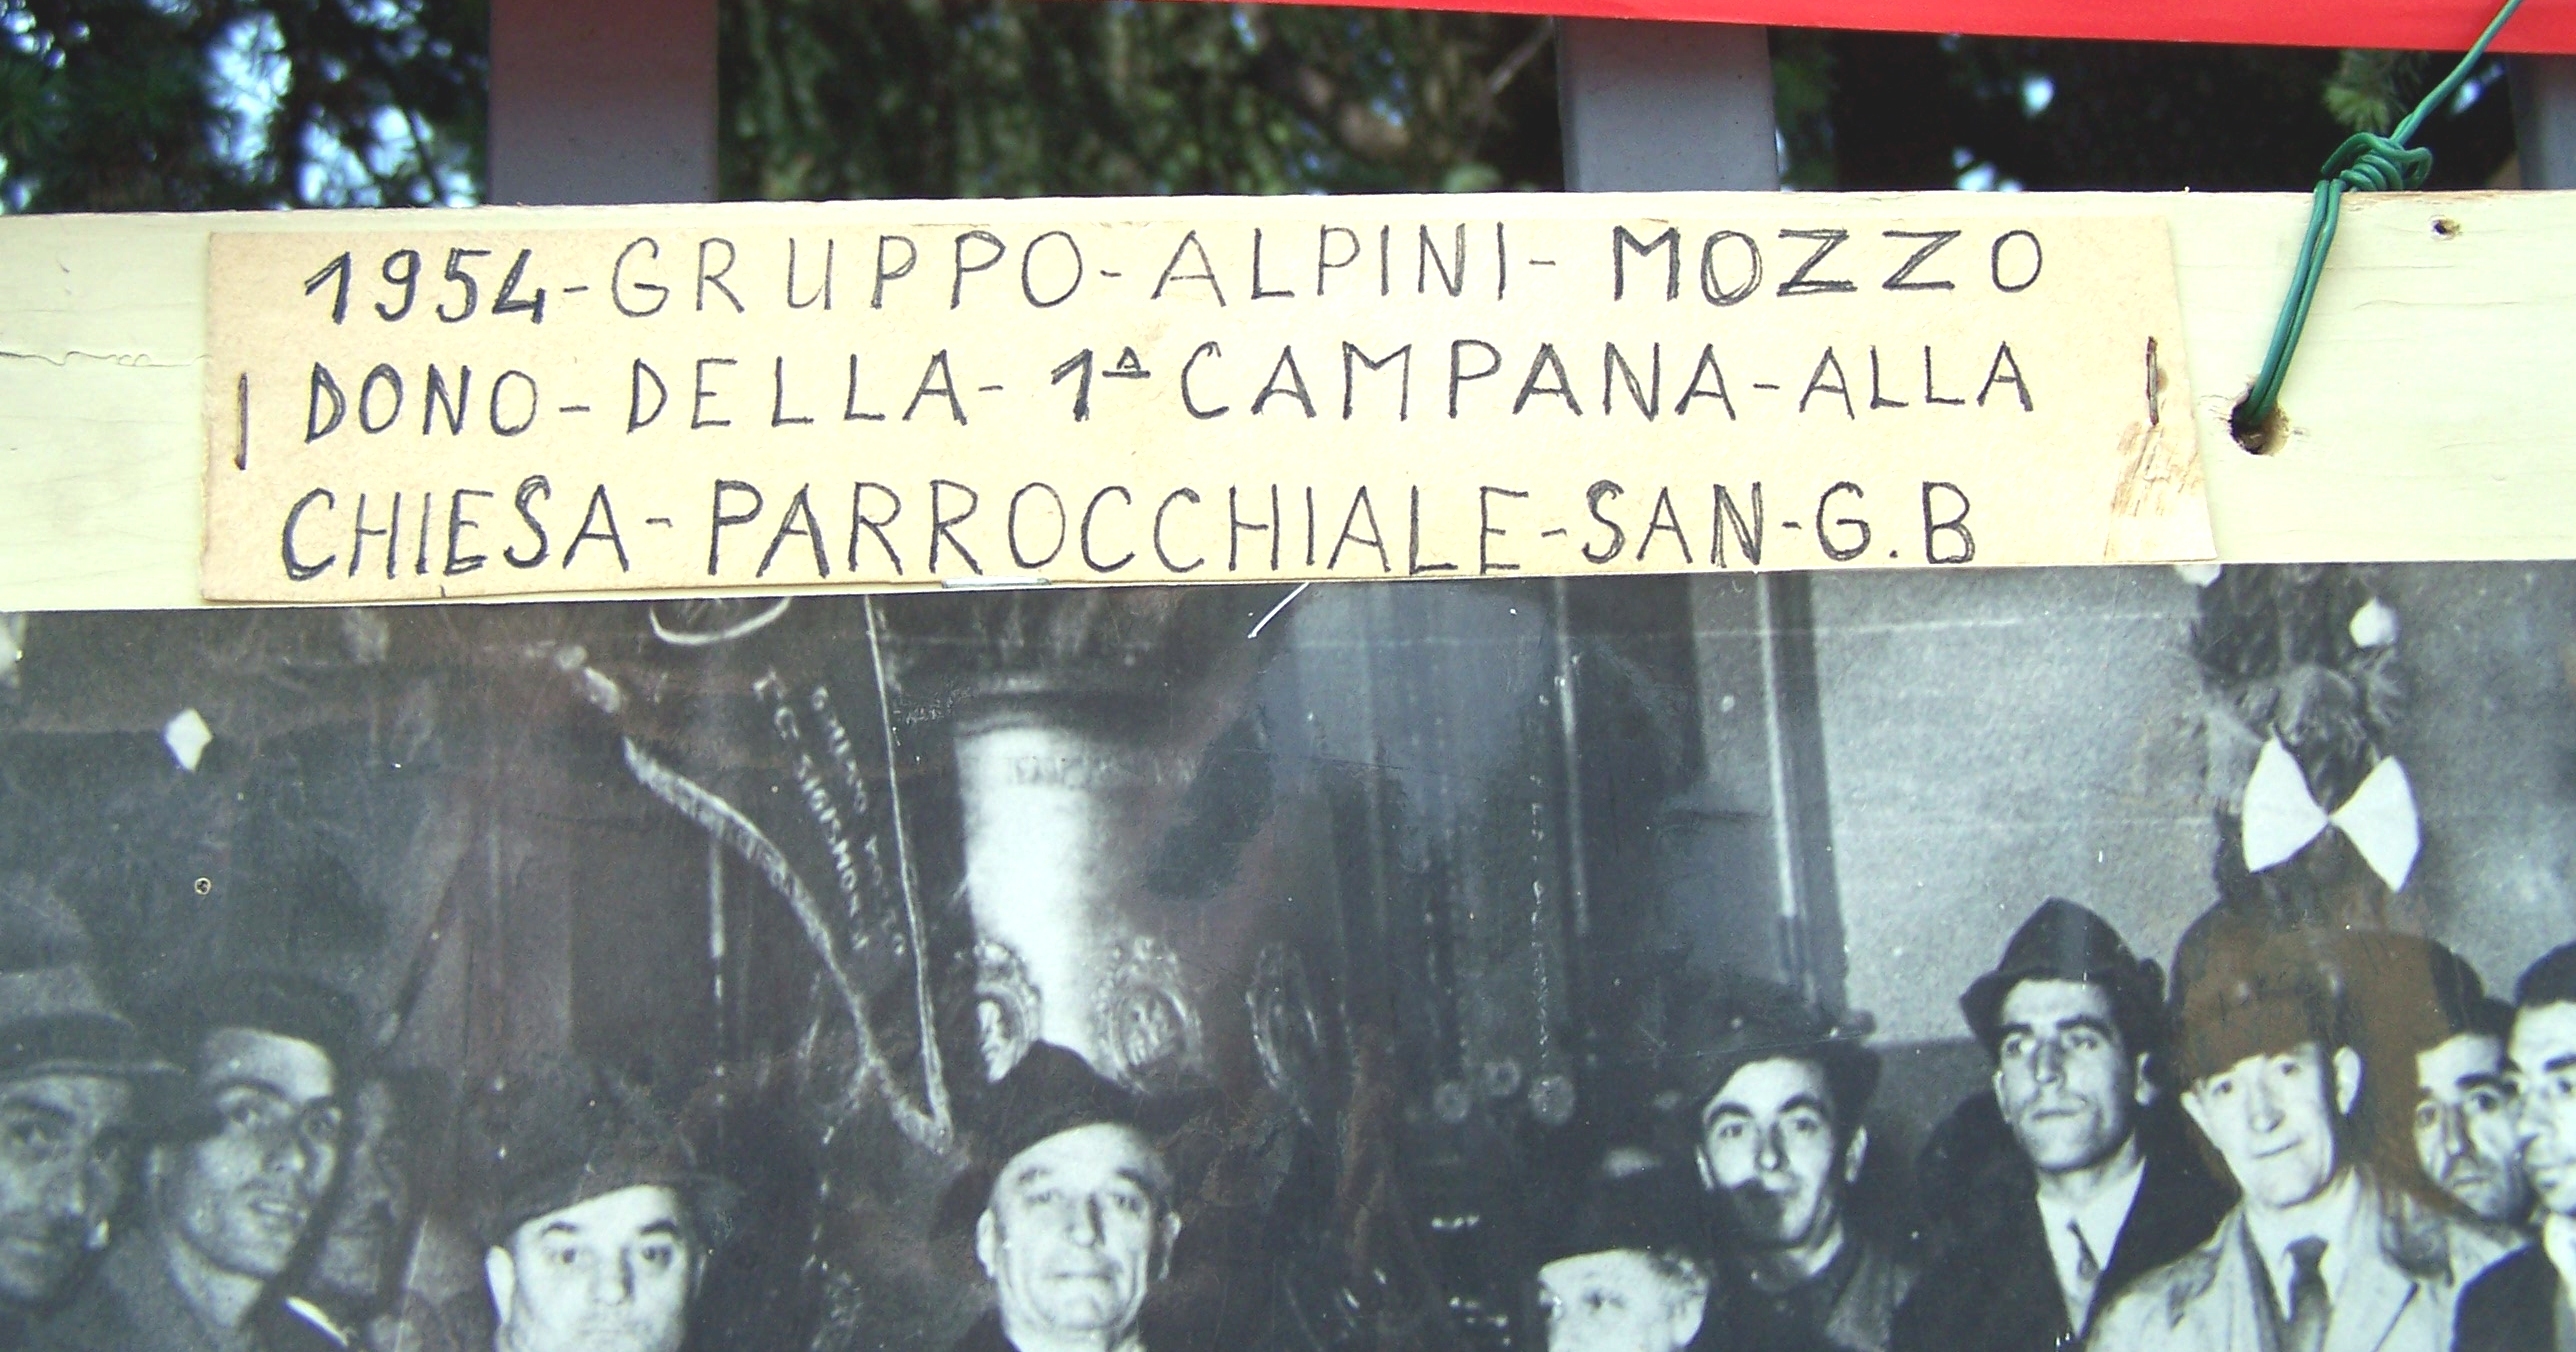 1954-GRUPPO-ALPINI-MOZZO
DONO-DELLA-1ª CAMPANA-ALLA
CHIESA-PARROCCHIALE-SAN-G.B